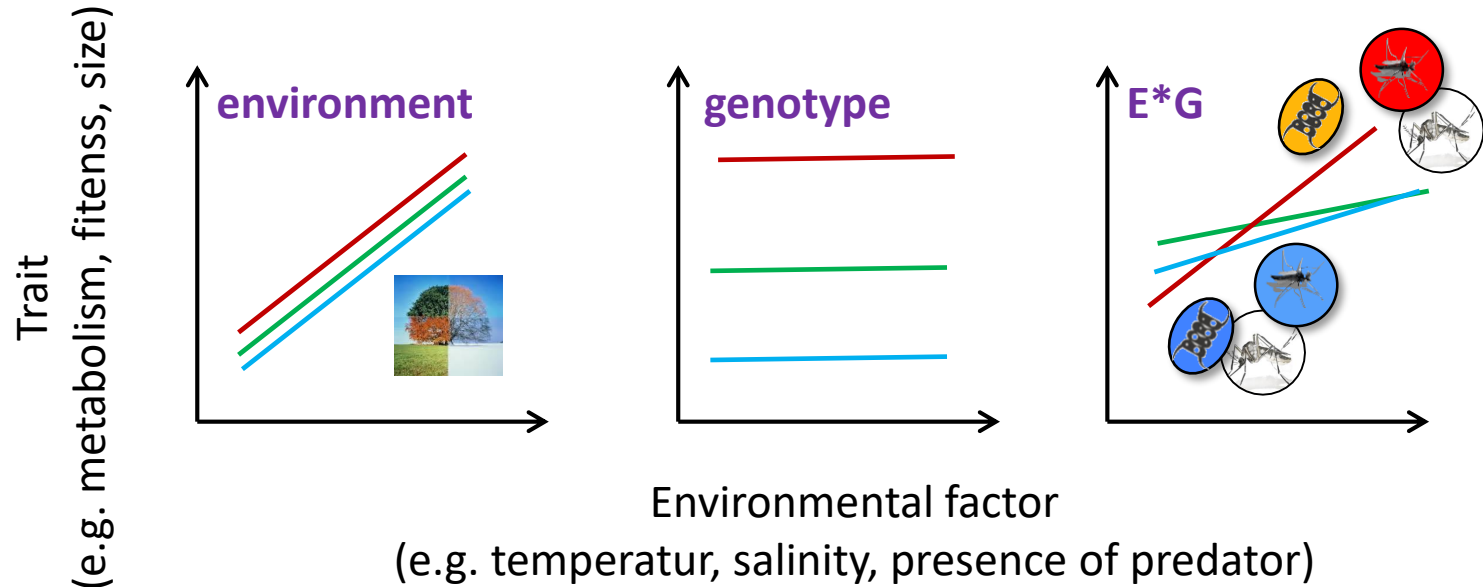 Trait
(e.g. metabolism, fitenss, size)
environment
genotype
E*G
Environmental factor
(e.g. temperatur, salinity, presence of predator)